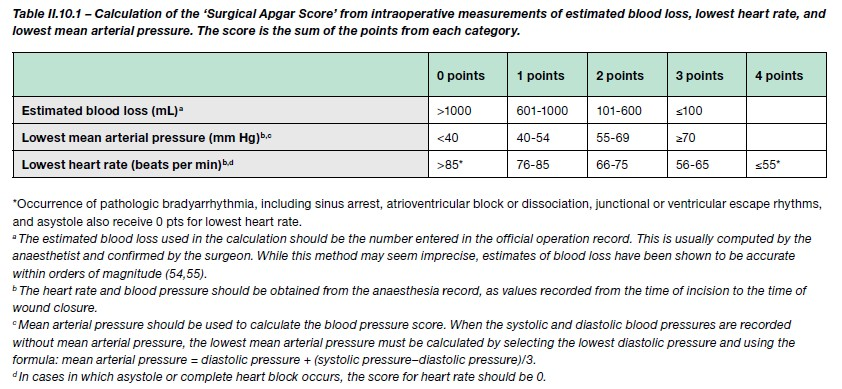 Table II.10.1 – Calculation of the ‘Surgical Apgar Score’ from intraoperative measurements of estimated blood loss, lowest heart rate, and
lowest mean arterial pressure. The score is the sum of the points from each category.
0 points 1 points 2 points 3 points 4 points
Estimated blood loss (mL)a >1000 601-1000 101-600 ≤100
Lowest mean arterial pressure (mm Hg)b,c <40 40-54 55-69 ≥70
Lowest heart rate (beats per min)b,d >85* 76-85 66-75 56-65 ≤55*
*Occurrence of pathologic bradyarrhythmia, including sinus arrest, atrioventricular block or dissociation, junctional or ventricular escape rhythms,
and asystole also receive 0 pts for lowest heart rate.
a The estimated blood loss used in the calculation should be the number entered in the official operation record. This is usually computed by the
anaesthetist and confirmed by the surgeon. While this method may seem imprecise, estimates of blood loss have been shown to be accurate
within orders of magnitude (54,55).
b The heart rate and blood pressure should be obtained from the anaesthesia record, as values recorded from the time of incision to the time of
wound closure.
c Mean arterial pressure should be used to calculate the blood pressure score. When the systolic and diastolic blood pressures are recorded
without mean arterial pressure, the lowest mean arterial pressure must be calculated by selecting the lowest diastolic pressure and using the
formula: mean arterial pressure = diastolic pressure + (systolic pressure–diastolic pressure)/3.
d In cases in which asystole or complete heart block occurs, the score for heart rate should be 0.